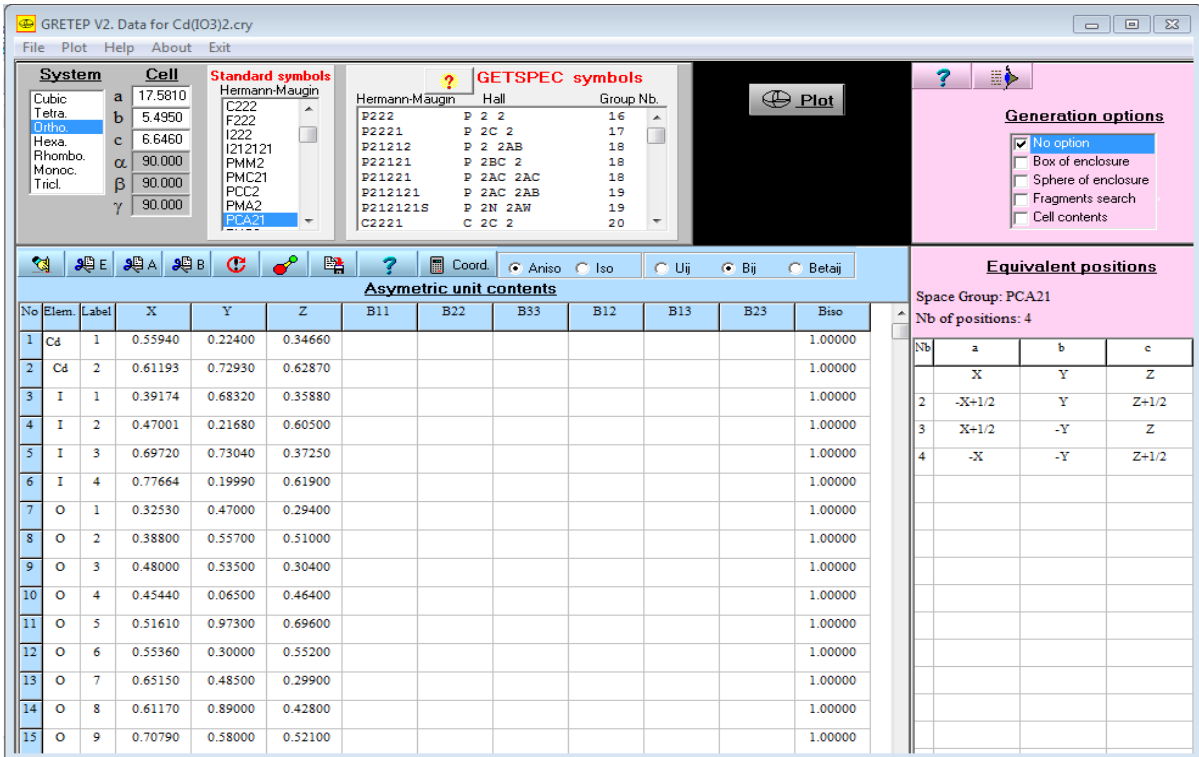 GRETEP V2. Data for Cd(IO3)2.cry
File Plot Help About Exit
System
Cubic
Tetra.
Ortho.
Hexa.
Rhombo.
Monoc.
Tricl.
Cell
a 17.5810
b 5.4950
c 6.6460
α 90.000
β 90.000
γ 90.000
Standard symbols
Hermann-Maugin
C222
F222
I222
I212121
PMM2
PMC21
PCC2
PMA2
PCA21
? GETSPEC symbols
Hermann-Maugin Hall Group Nb.
P222 P 2 2 16
P2221 P 2C 2 17
P21212 P 2 2AB 18
P22121 P 2BC 2 18
P21221 P 2AC 2AC 18
P212121 P 2AC 2AB 19
P212121S P 2N 2AW 19
C2221 C 2C 2 20
Plot
?
Generation options
No option
Box of enclosure
Sphere of enclosure
Fragments search
Cell contents
E A B ? Coord. Aniso Iso Uij Bij Betaij
Asymetric unit contents
No Elem. Label X Y Z B11 B22 B33 B12 B13 B23 Biso
1 Cd 1 0.55940 0.22400 0.34660 1.00000
2 Cd 2 0.61193 0.72930 0.62870 1.00000
3 I 1 0.39174 0.68320 0.35880 1.00000
4 I 2 0.47001 0.21680 0.60500 1.00000
5 I 3 0.69720 0.73040 0.37250 1.00000
6 I 4 0.77664 0.19990 0.61900 1.00000
7 O 1 0.32530 0.47000 0.29400 1.00000
8 O 2 0.38800 0.55700 0.51000 1.00000
9 O 3 0.48000 0.53500 0.30400 1.00000
10 O 4 0.45440 0.06500 0.46400 1.00000
11 O 5 0.51610 0.97300 0.69600 1.00000
12 O 6 0.55360 0.30000 0.55200 1.00000
13 O 7 0.65150 0.48500 0.29900 1.00000
14 O 8 0.61170 0.89000 0.42800 1.00000
15 O 9 0.70790 0.58000 0.52100 1.00000
Equivalent positions
Space Group: PCA21
Nb of positions: 4
Nb a b c
X Y Z
2 -X+1/2 Y Z+1/2
3 X+1/2 -Y Z
4 -X -Y Z+1/2